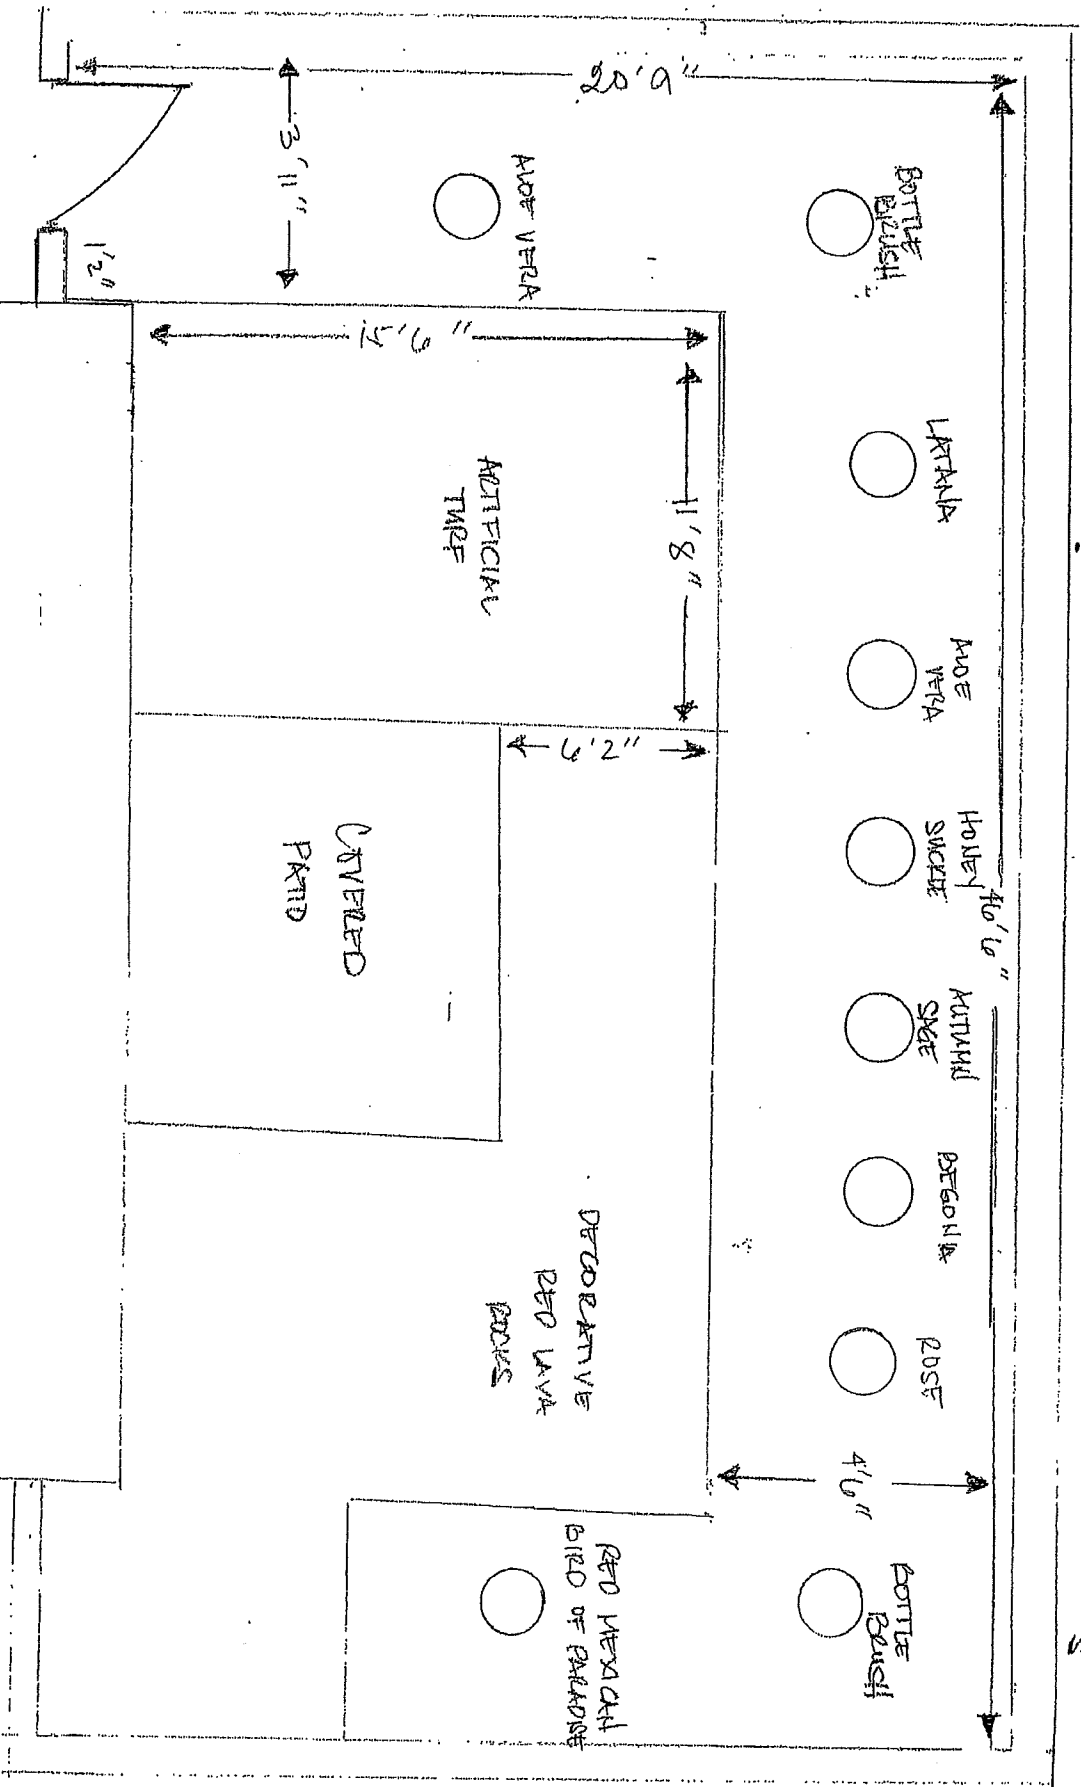 46'6"
BOTTLE
BRUSH
LATANA
ALOE
VERA
HONEY
SUCKLE
AUTUMN
SAGE
BEGONIA
ROSE
BOTTLE
BRUSH
20'9"
4'6"
11'8"
6'2"
ALOE VERA
15'6"
ARTIFICIAL
TURF
DECORATIVE
RED LAVA
ROCKS
RED MEXICAN
BIRD OF PARADISE
3'11"
COVERED
PATIO
1'2"